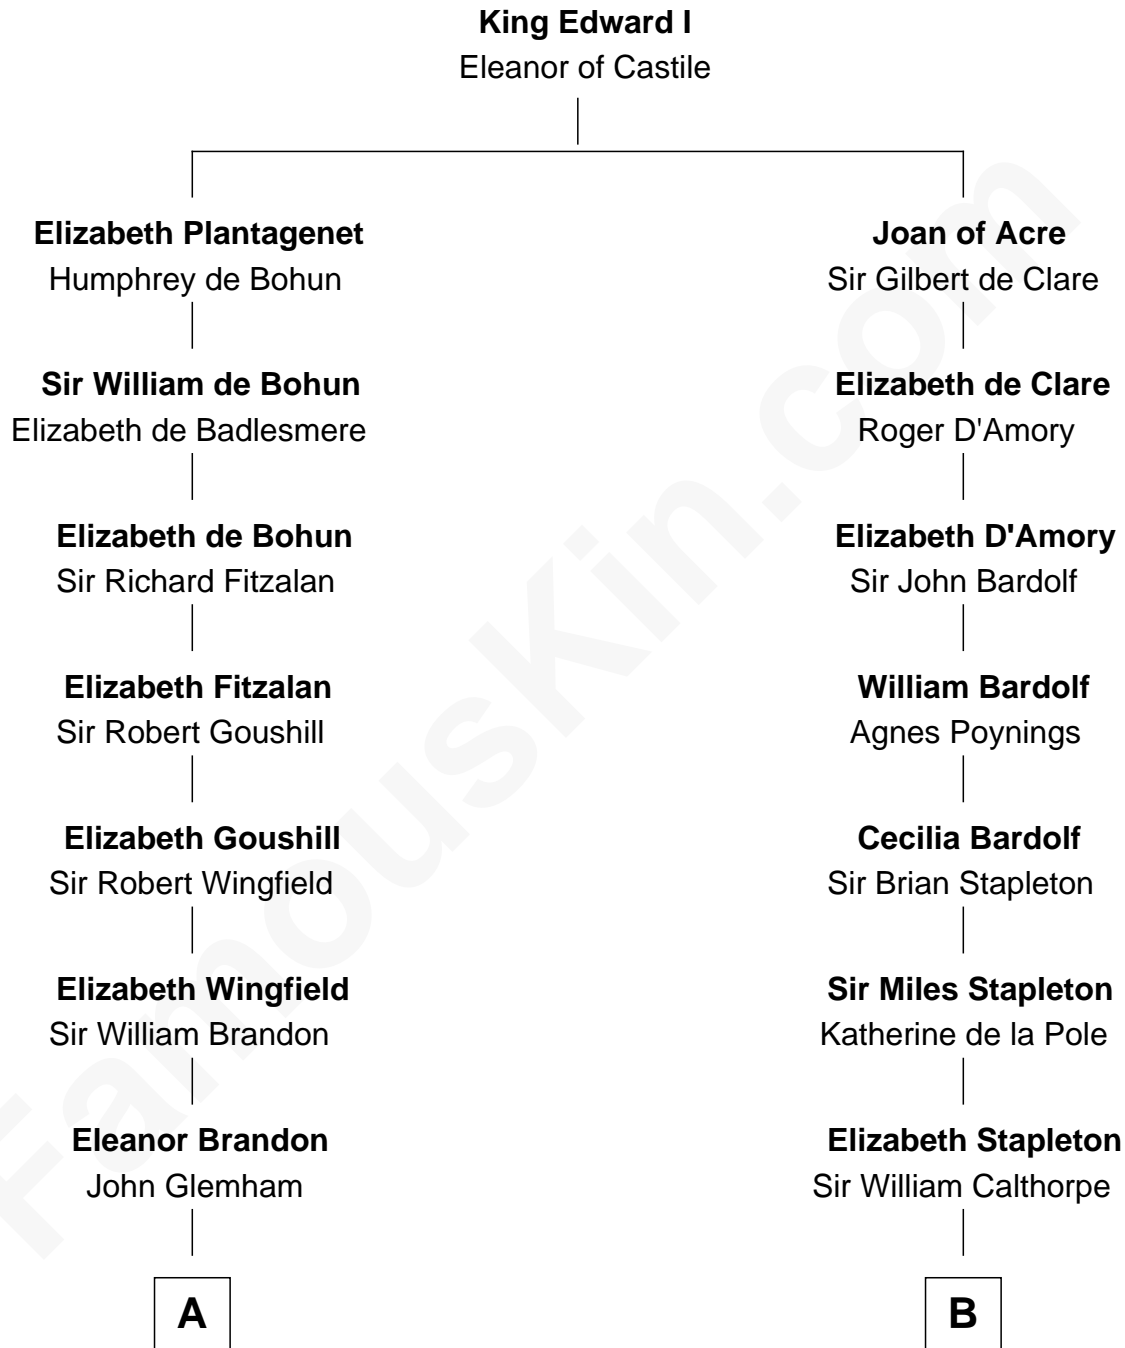 King Edward I
Eleanor of Castile
Elizabeth Plantagenet
Humphrey de Bohun
Joan of Acre
Sir Gilbert de Clare
Sir William de Bohun
Elizabeth de Badlesmere
Elizabeth de Clare
Roger D'Amory
Elizabeth de Bohun
Sir Richard Fitzalan
Elizabeth D'Amory
Sir John Bardolf
Elizabeth Fitzalan
Sir Robert Goushill
William Bardolf
Agnes Poynings
Elizabeth Goushill
Sir Robert Wingfield
Cecilia Bardolf
Sir Brian Stapleton
Elizabeth Wingfield
Sir William Brandon
Sir Miles Stapleton
Katherine de la Pole
Eleanor Brandon
John Glemham
Elizabeth Stapleton
Sir William Calthorpe
A
B
FamousKin.com